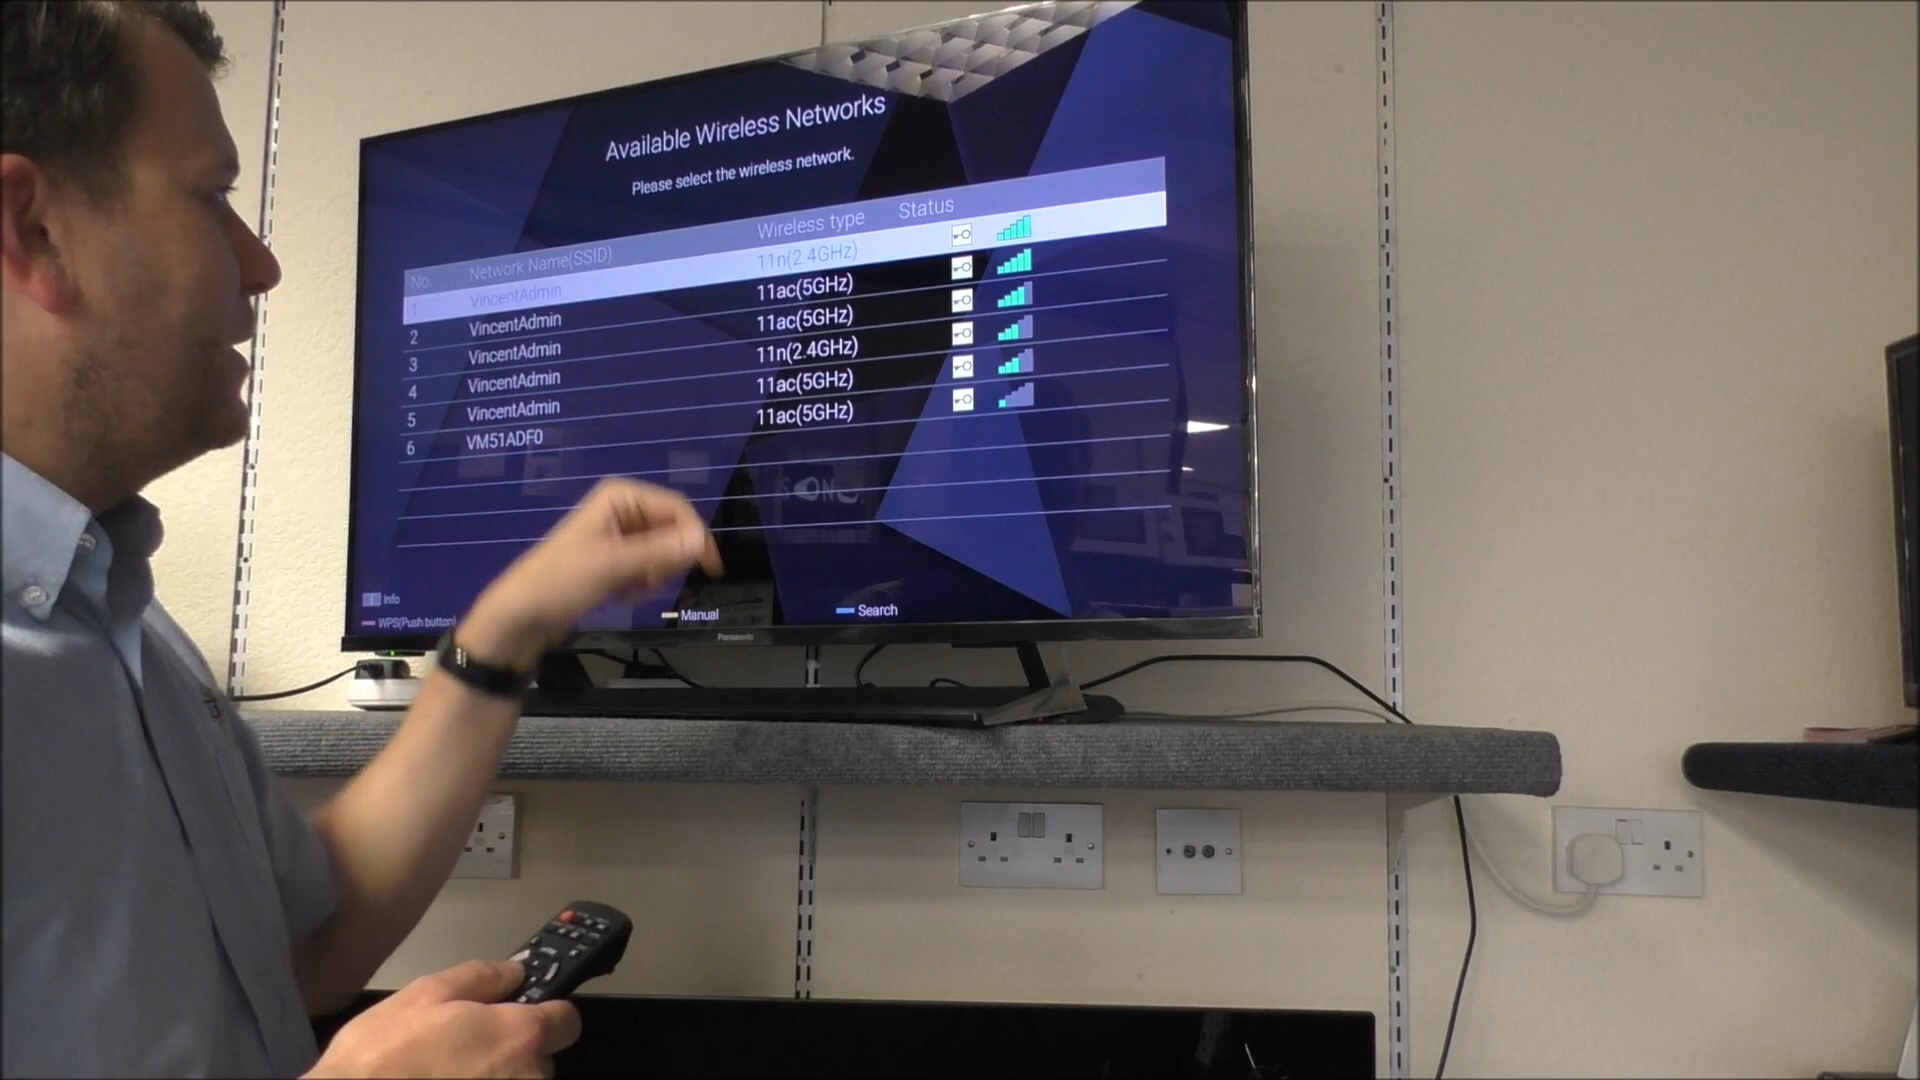 Available Wireless Networks
Please select the wireless network.
No. Network Name(SSID) Wireless type Status
1 VincentAdmin 11n(2.4GHz)
2 VincentAdmin 11ac(5GHz)
3 VincentAdmin 11ac(5GHz)
4 VincentAdmin 11n(2.4GHz)
5 VincentAdmin 11ac(5GHz)
6 VM51ADF0 11ac(5GHz)
Info
WPS(Push button)
Manual
Search
Panasonic